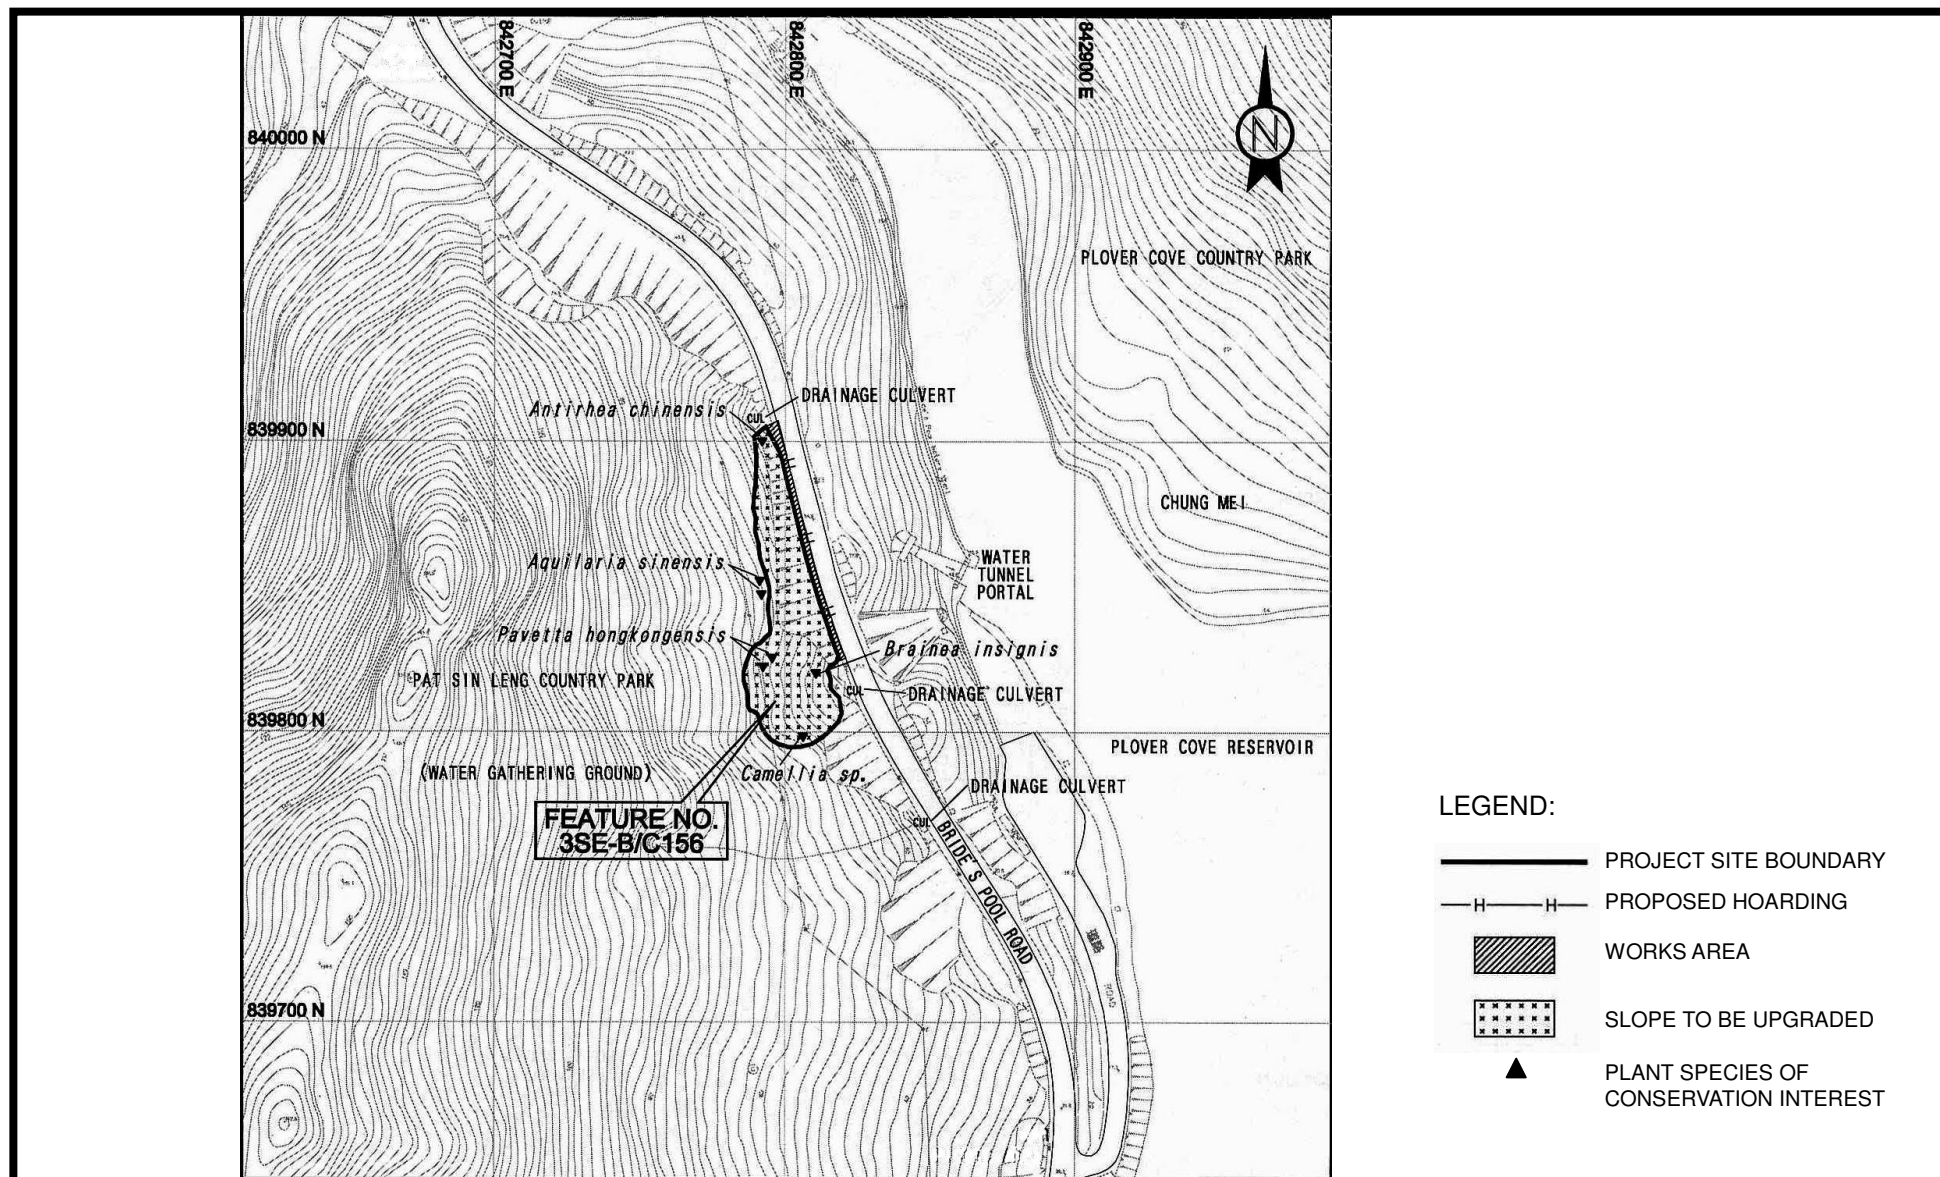 842700 E
842800 E
842900 E
840000 N
N
PLOVER COVE COUNTRY PARK
DRAINAGE CULVERT
Antirhea chinensis
CUL
839900 N
CHUNG MEI
Aquilaria sinensis
WATER
TUNNEL
PORTAL
Pavetta hongkongensis
Brainea insignis
PAT SIN LENG COUNTRY PARK
CUL
DRAINAGE CULVERT
839800 N
PLOVER COVE RESERVOIR
(WATER GATHERING GROUND)
Camellia sp.
DRAINAGE CULVERT
FEATURE NO.
3SE-B/C156
CUL
BRIDE'S POOL ROAD
ROAD
839700 N
LEGEND:
PROJECT SITE BOUNDARY
H H
PROPOSED HOARDING
WORKS AREA
SLOPE TO BE UPGRADED
PLANT SPECIES OF
CONSERVATION INTEREST